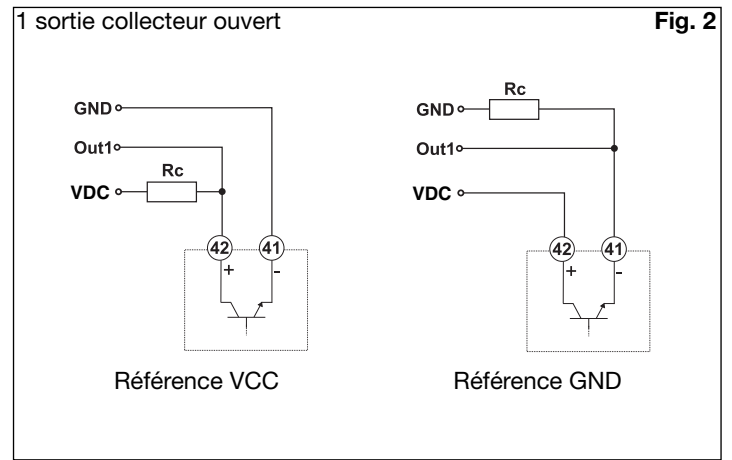 1 sortie collecteur ouvert
Fig. 2
GND
Out1
Rc
VDC
42
41
+
-
Référence VCC
Rc
GND
Out1
VDC
42
41
+
-
Référence GND